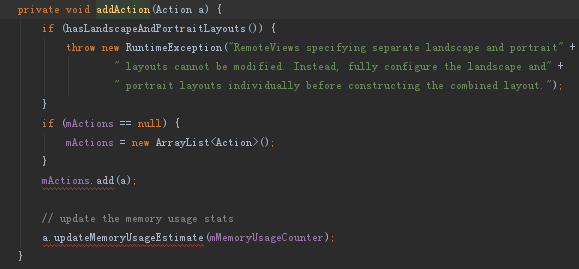 private void addAction(Action a) {
    if (hasLandscapeAndPortraitLayouts()) {
        throw new RuntimeException("RemoteViews specifying separate landscape and portrait" +
                " layouts cannot be modified. Instead, fully configure the landscape and" +
                " portrait layouts individually before constructing the combined layout.");
    }
    if (mActions == null) {
        mActions = new ArrayList<Action>();
    }
    mActions.add(a);

    // update the memory usage stats
    a.updateMemoryUsageEstimate(mMemoryUsageCounter);
}